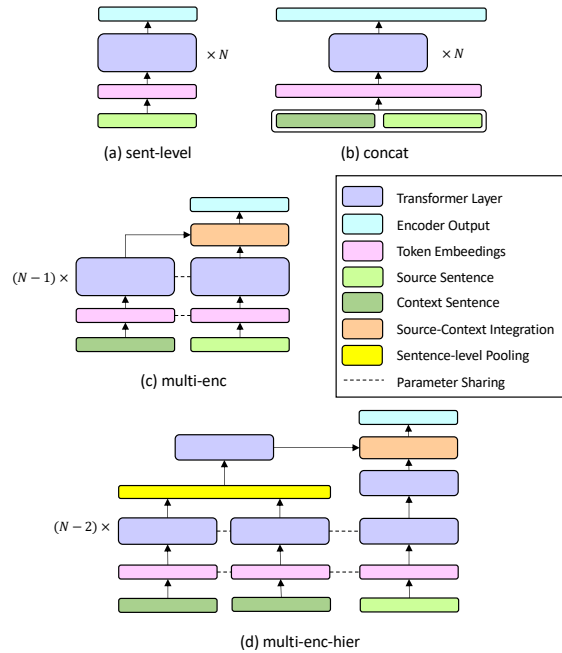 × N
× N
(a) sent-level
(b) concat
(N − 1) ×
(c) multi-enc
Transformer Layer
Encoder Output
Token Embeedings
Source Sentence
Context Sentence
Source-Context Integration
Sentence-level Pooling
Parameter Sharing
(N − 2) ×
(d) multi-enc-hier